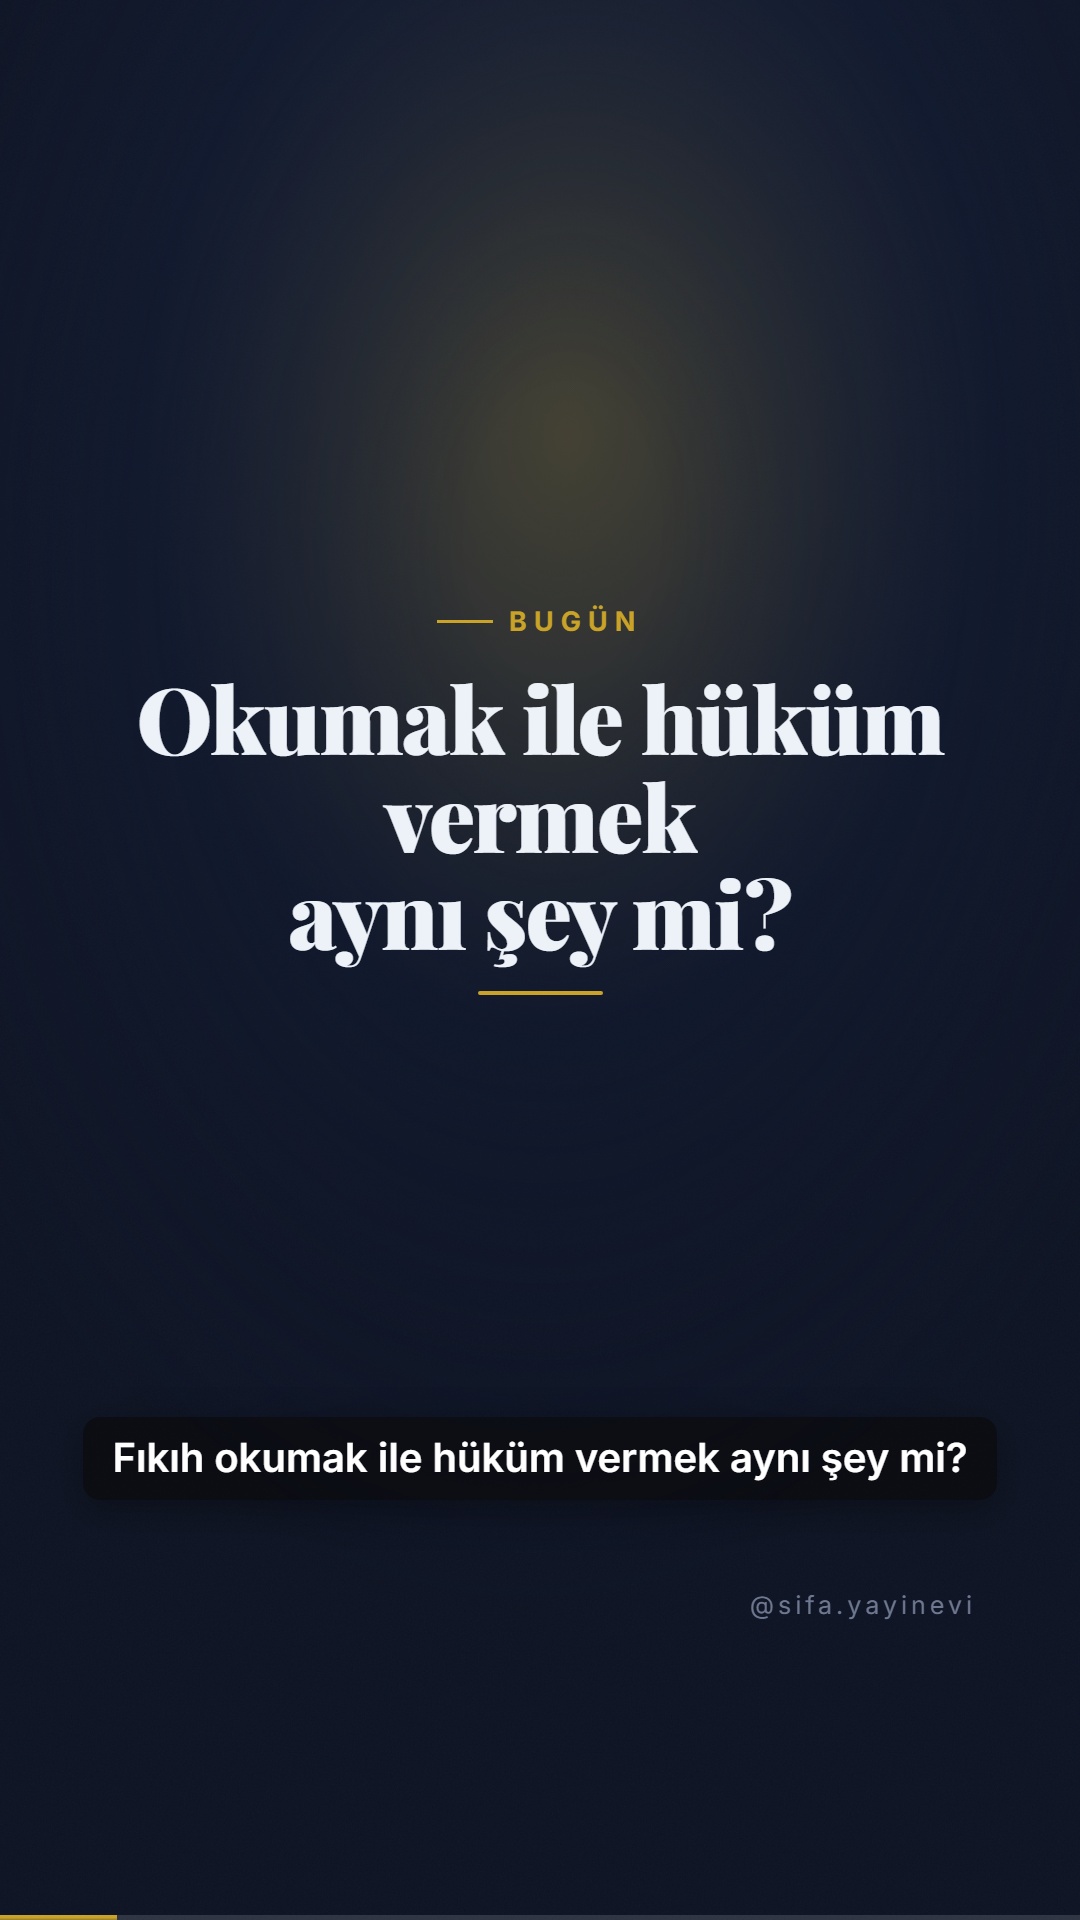 BUGÜN
Okumak ile hüküm
vermek
aynı şey mi?
Fıkıh okumak ile hüküm vermek aynı şey mi?
@sifa.yayinevi